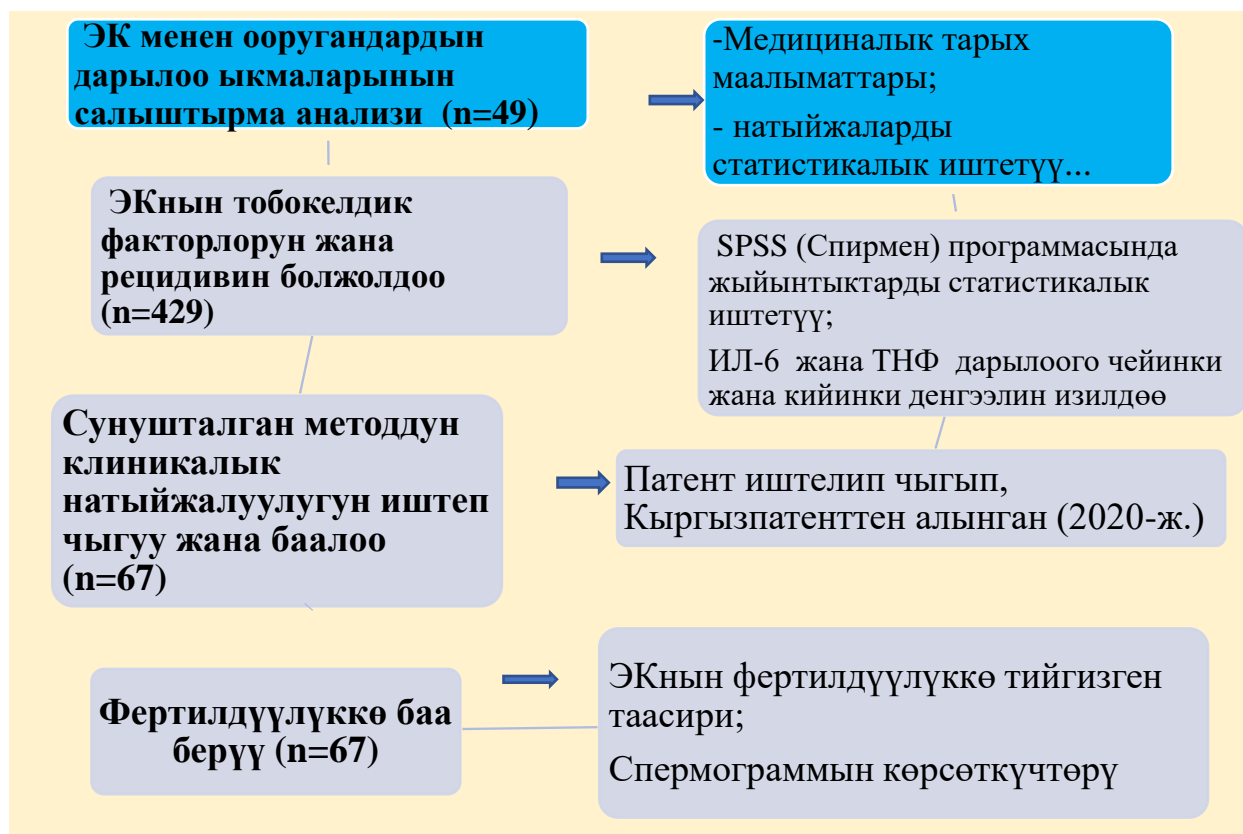 ЭК менен ооругандардын
дарылоо ыкмаларынын
салыштырма анализи (n=49)
-Медициналык тарых
маалыматтары;
- натыйжаларды
статистикалык иштетүү...
ЭКнын тобокелдик
факторлорун жана
рецидивин болжолдоо
(n=429)
SPSS (Спирмен) программасында
жыйынтыктарды статистикалык
иштетүү;
ИЛ-6 жана ТНФ дарылоого чейинки
жана кийинки денгээлин изилдөө
Сунушталган методдун
клиникалык
натыйжалуулугун иштеп
чыгуу жана баалоо
(n=67)
Патент иштелип чыгып,
Кыргызпатенттен алынган (2020-ж.)
Фертилдүүлүккө баа
берүү (n=67)
ЭКнын фертилдүүлүккө тийгизген
таасири;
Спермограммын көрсөткүчтөрү